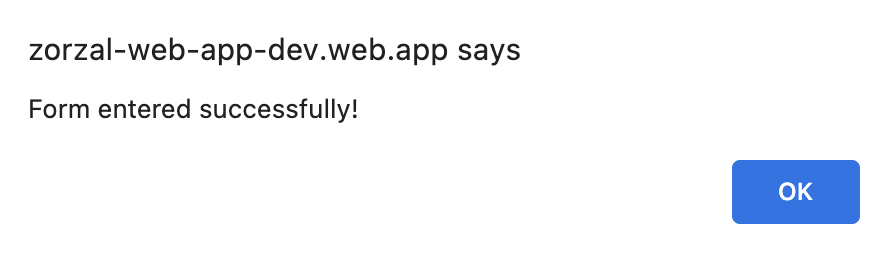 zorzal-web-app-dev.web.app says
Form entered successfully!
OK